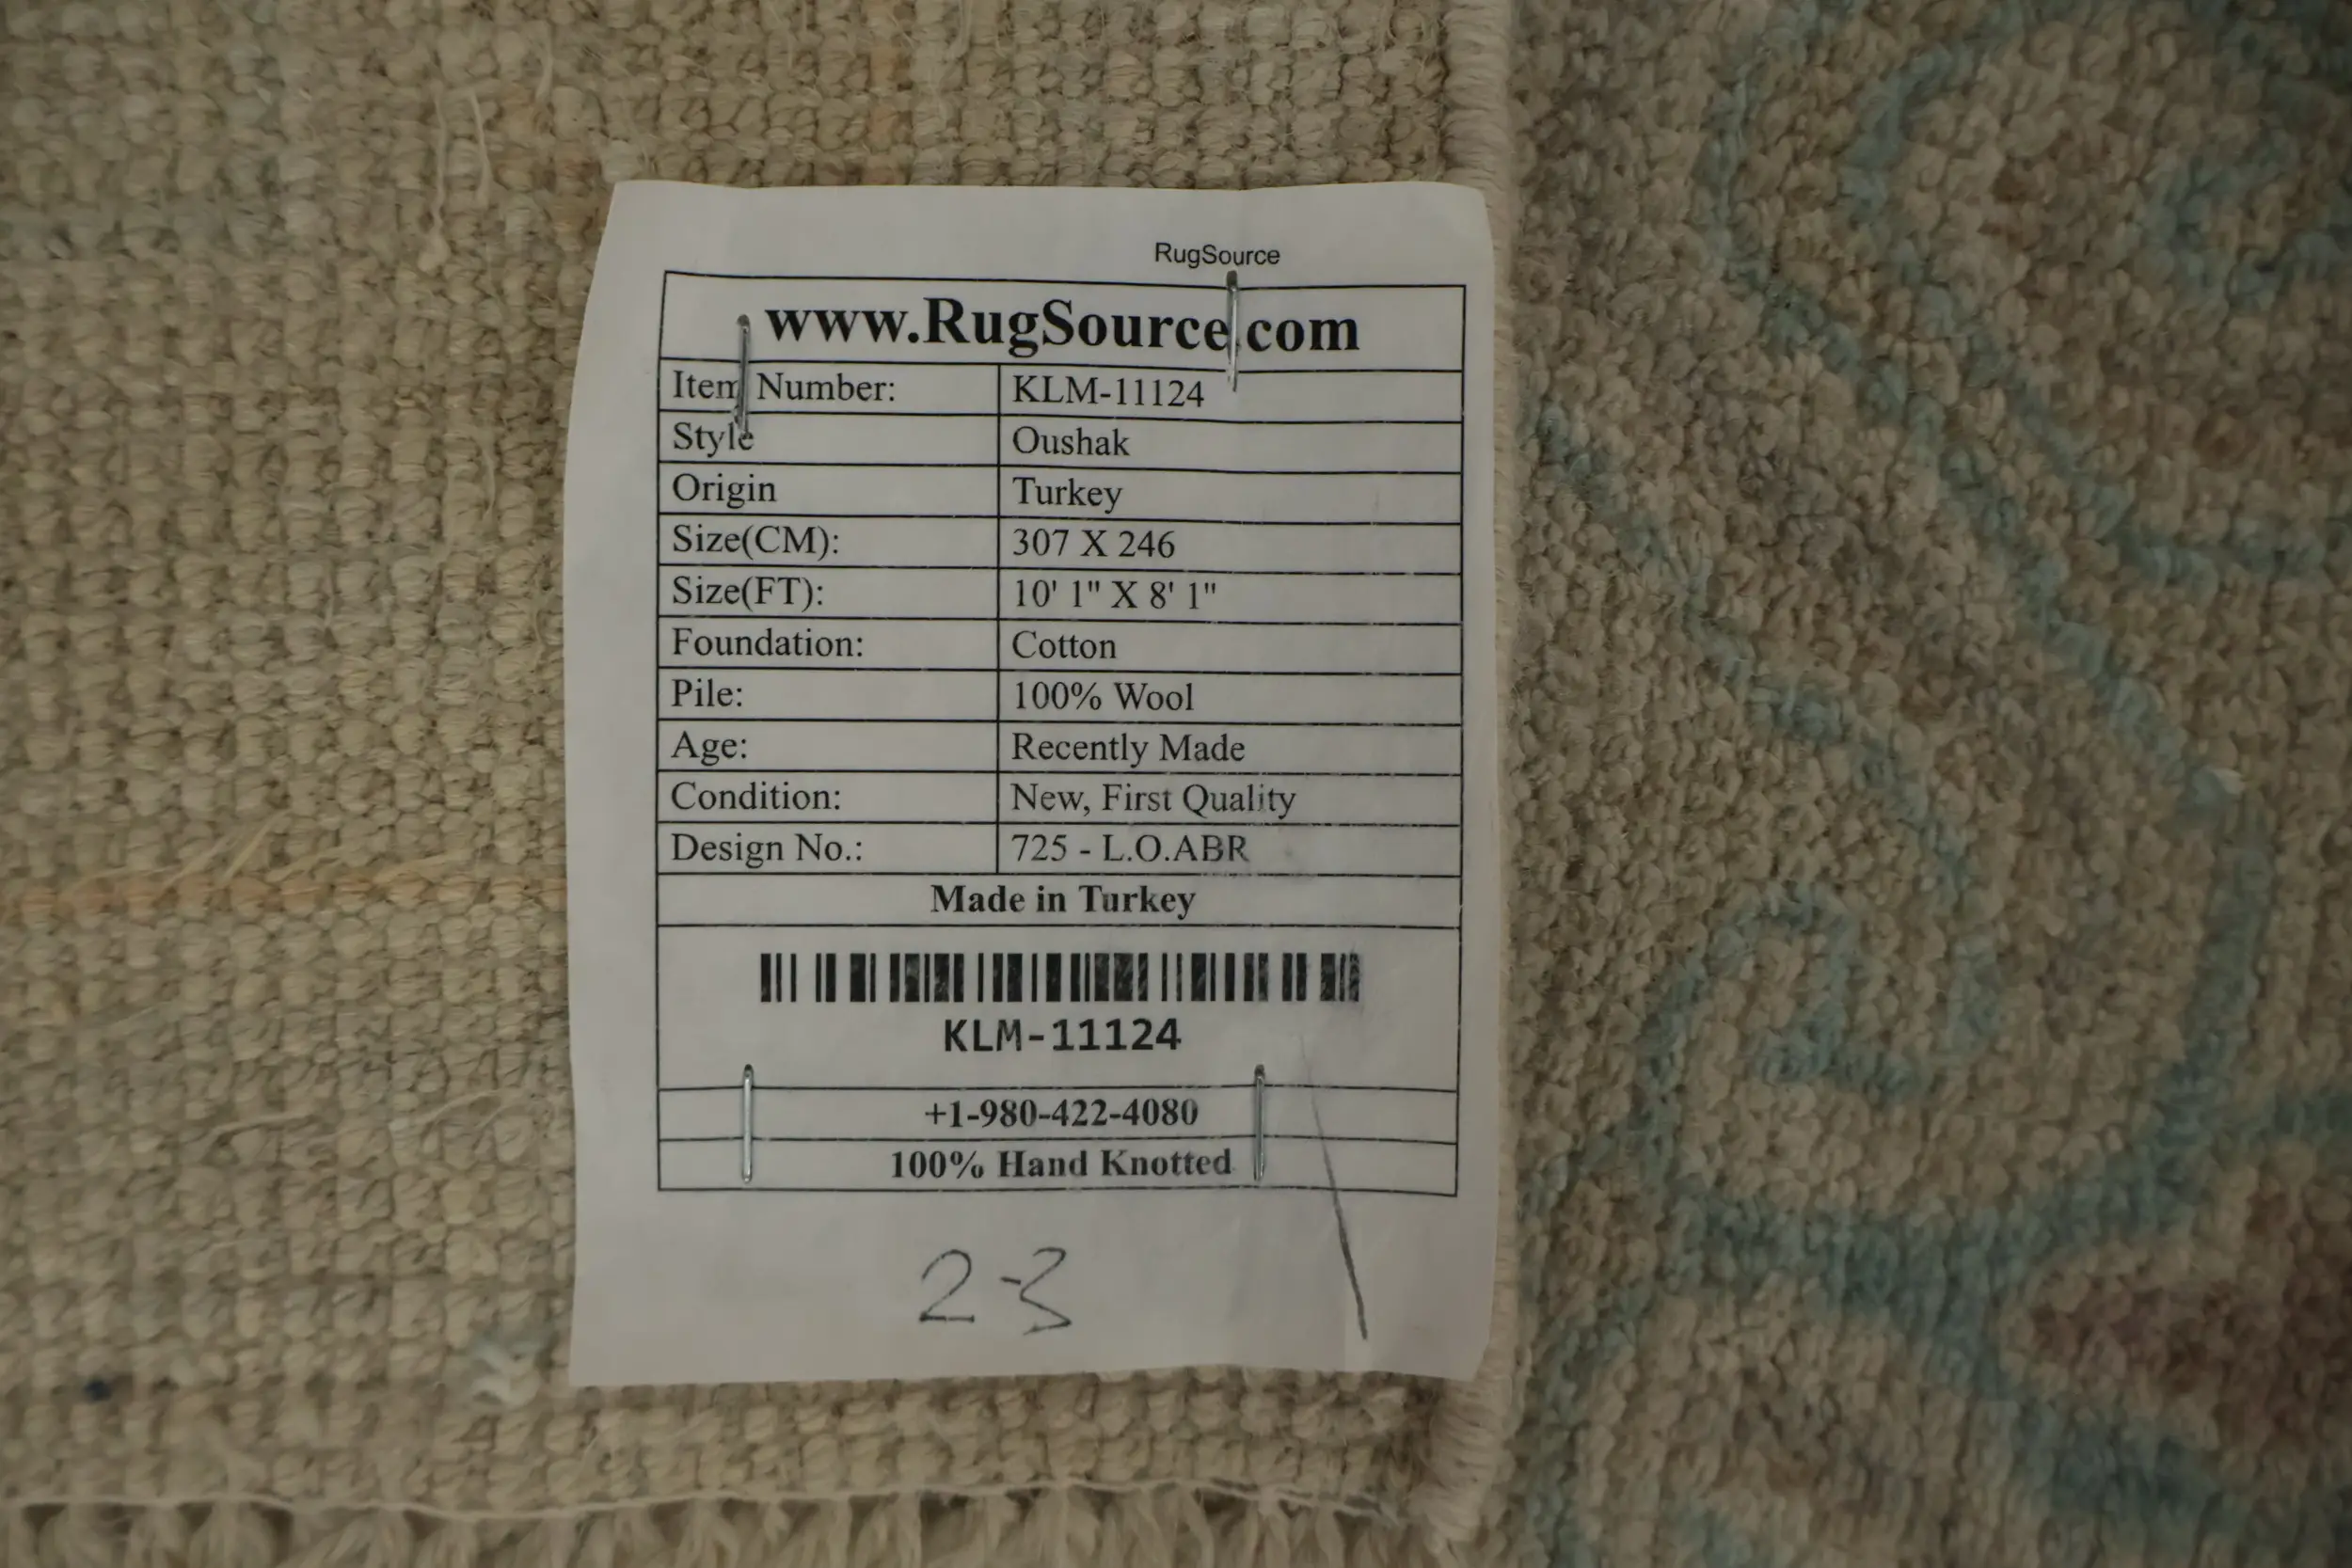 RugSource
www.RugSource.com
Item Number: KLM-11124
Style Oushak
Origin Turkey
Size(CM): 307 X 246
Size(FT): 10' 1" X 8' 1"
Foundation: Cotton
Pile: 100% Wool
Age: Recently Made
Condition: New, First Quality
Design No.: 725 - L.O.ABR
Made in Turkey
KLM-11124
+1-980-422-4080
100% Hand Knotted
2-3